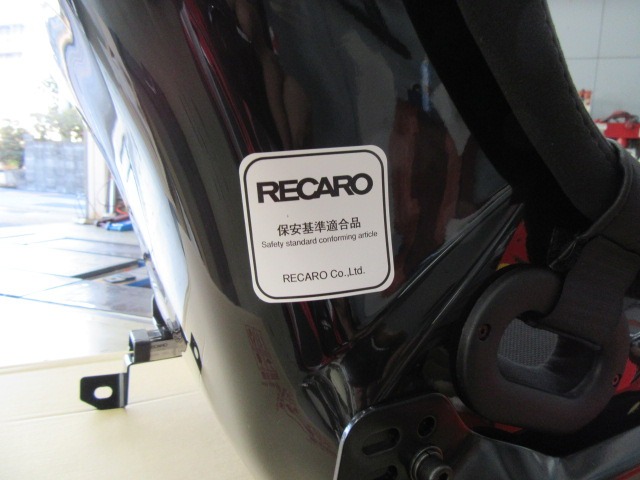 RECARO
保安基準適合品
Safety standard conforming article
RECARO Co.,Ltd.